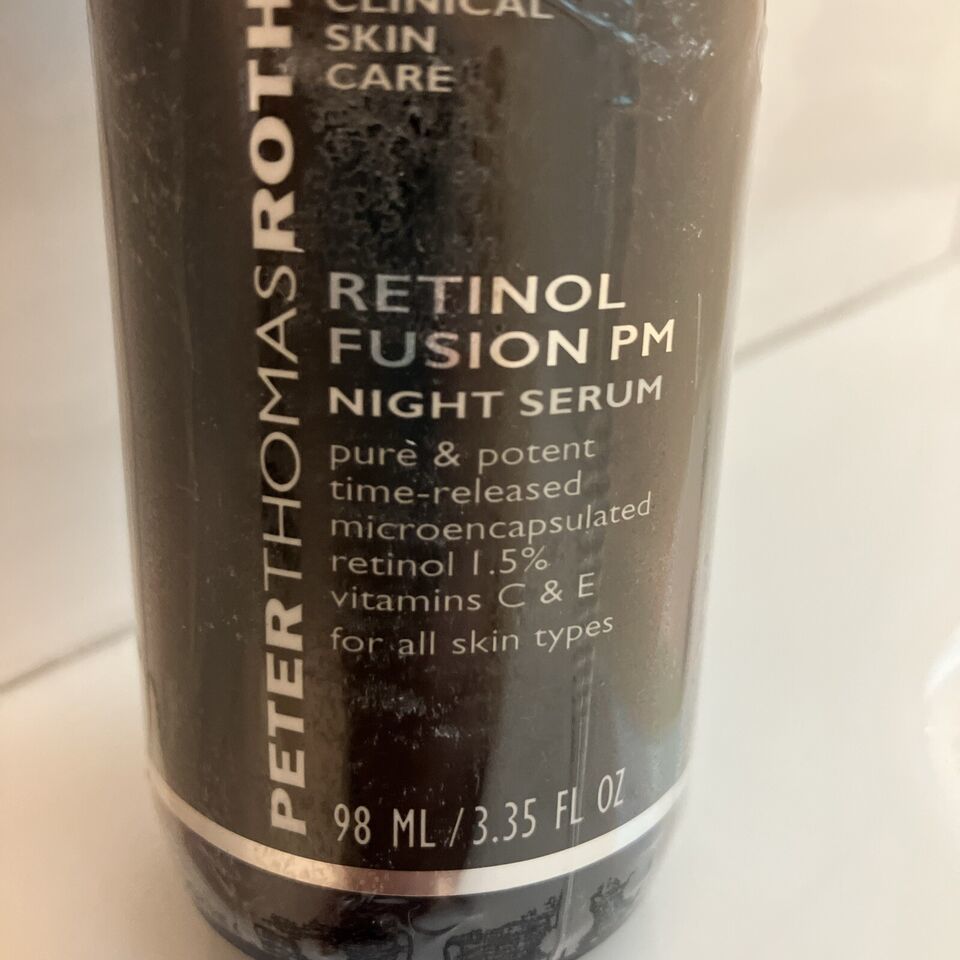 CLINICAL
SKIN
CARE
PETERTHOMASROTH
RETINOL
FUSION PM
NIGHT SERUM
pure & potent
time-released
microencapsulated
retinol 1.5%
vitamins C & E
for all skin types
98 ML / 3.35 FL OZ